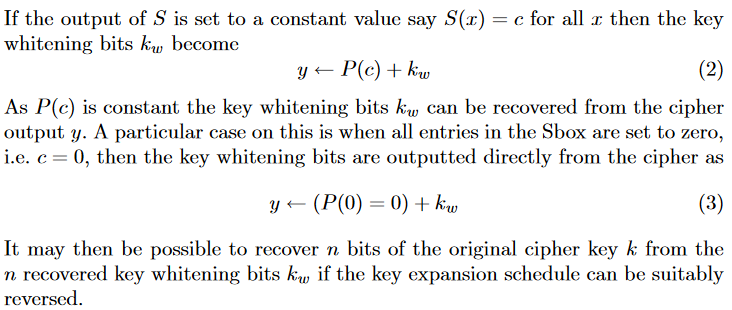 If the output of S is set to a constant value say S(x) = c for all x then the key
whitening bits k_w become
y ← P(c) + k_w (2)
As P(c) is constant the key whitening bits k_w can be recovered from the cipher
output y. A particular case on this is when all entries in the Sbox are set to zero,
i.e. c = 0, then the key whitening bits are outputted directly from the cipher as
y ← (P(0) = 0) + k_w (3)
It may then be possible to recover n bits of the original cipher key k from the
n recovered key whitening bits k_w if the key expansion schedule can be suitably
reversed.